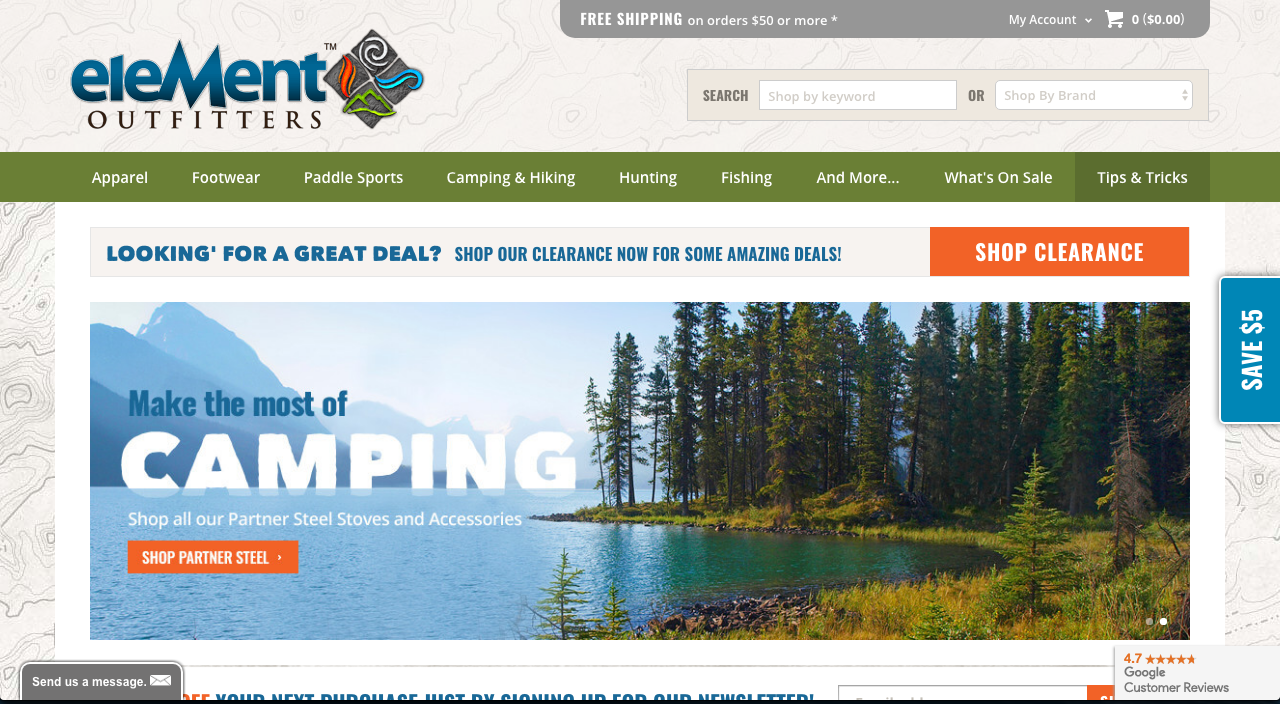 FREE SHIPPING on orders $50 or more *
My Account
0 ($0.00)
eleMent™
OUTFITTERS
SEARCH
Shop by keyword
OR
Shop By Brand
Apparel
Footwear
Paddle Sports
Camping & Hiking
Hunting
Fishing
And More...
What's On Sale
Tips & Tricks
LOOKING' FOR A GREAT DEAL? SHOP OUR CLEARANCE NOW FOR SOME AMAZING DEALS!
SHOP CLEARANCE
SAVE $5
Make the most of
CAMPING
Shop all our Partner Steel Stoves and Accessories
SHOP PARTNER STEEL ›
Send us a message.
YOUR NEXT PURCHASE JUST BY SIGNING UP FOR OUR NEWSLETTER!
4.7 ★★★★★
Google
Customer Reviews